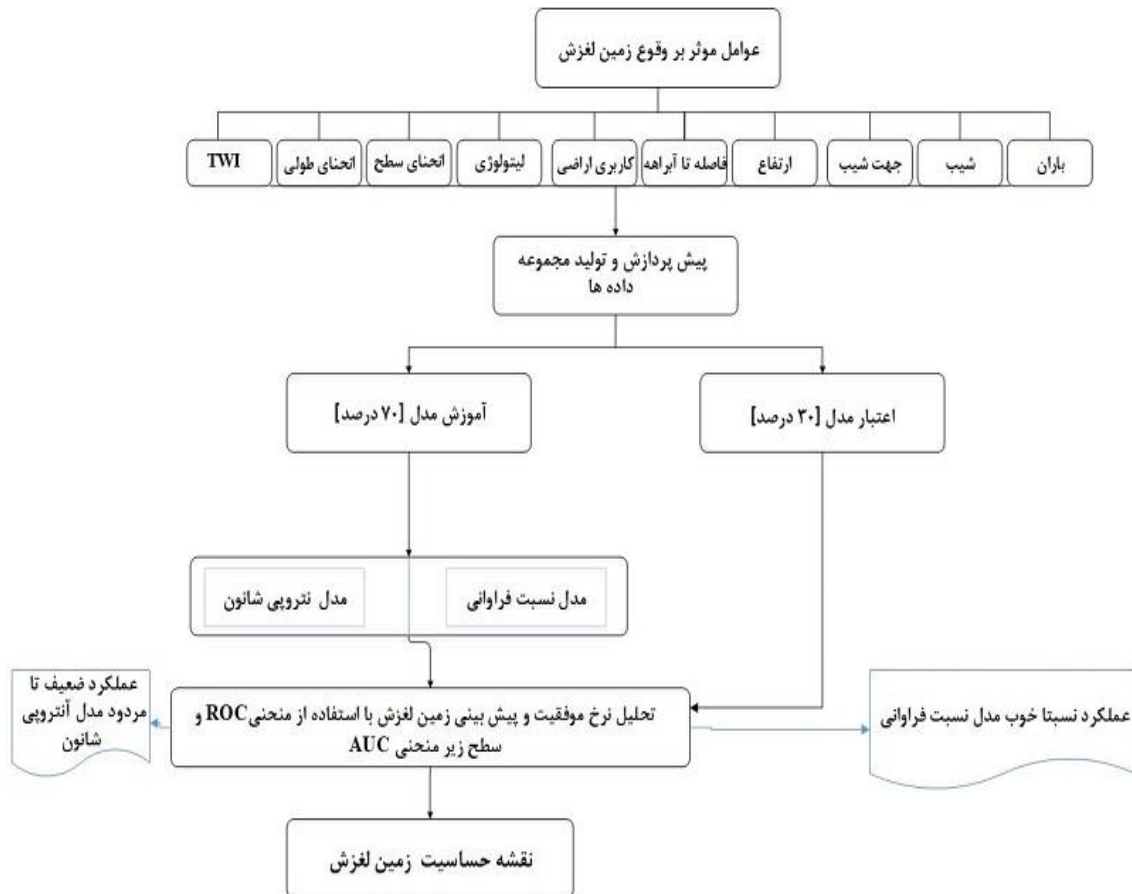 عوامل موثر بر وقوع زمین لغزش
باران
شیب
جهت شیب
ارتفاع
فاصله تا آبراهه
کاربری اراضی
لیتولوژی
انحنای سطح
انحنای طولی
TWI
پیش پردازش و تولید مجموعه
داده ها
اعتبار مدل [۳۰ درصد]
آموزش مدل [۷۰ درصد]
مدل نسبت فراوانی
مدل نتروپی شانون
عملکرد نسبتا خوب مدل نسبت فراوانی
تحلیل نرخ موفقیت و پیش بینی زمین لغزش با استفاده از منحنی ROC و
سطح زیر منحنی AUC
عملکرد ضعیف تا
مردود مدل آنتروپی
شانون
نقشه حساسیت زمین لغزش